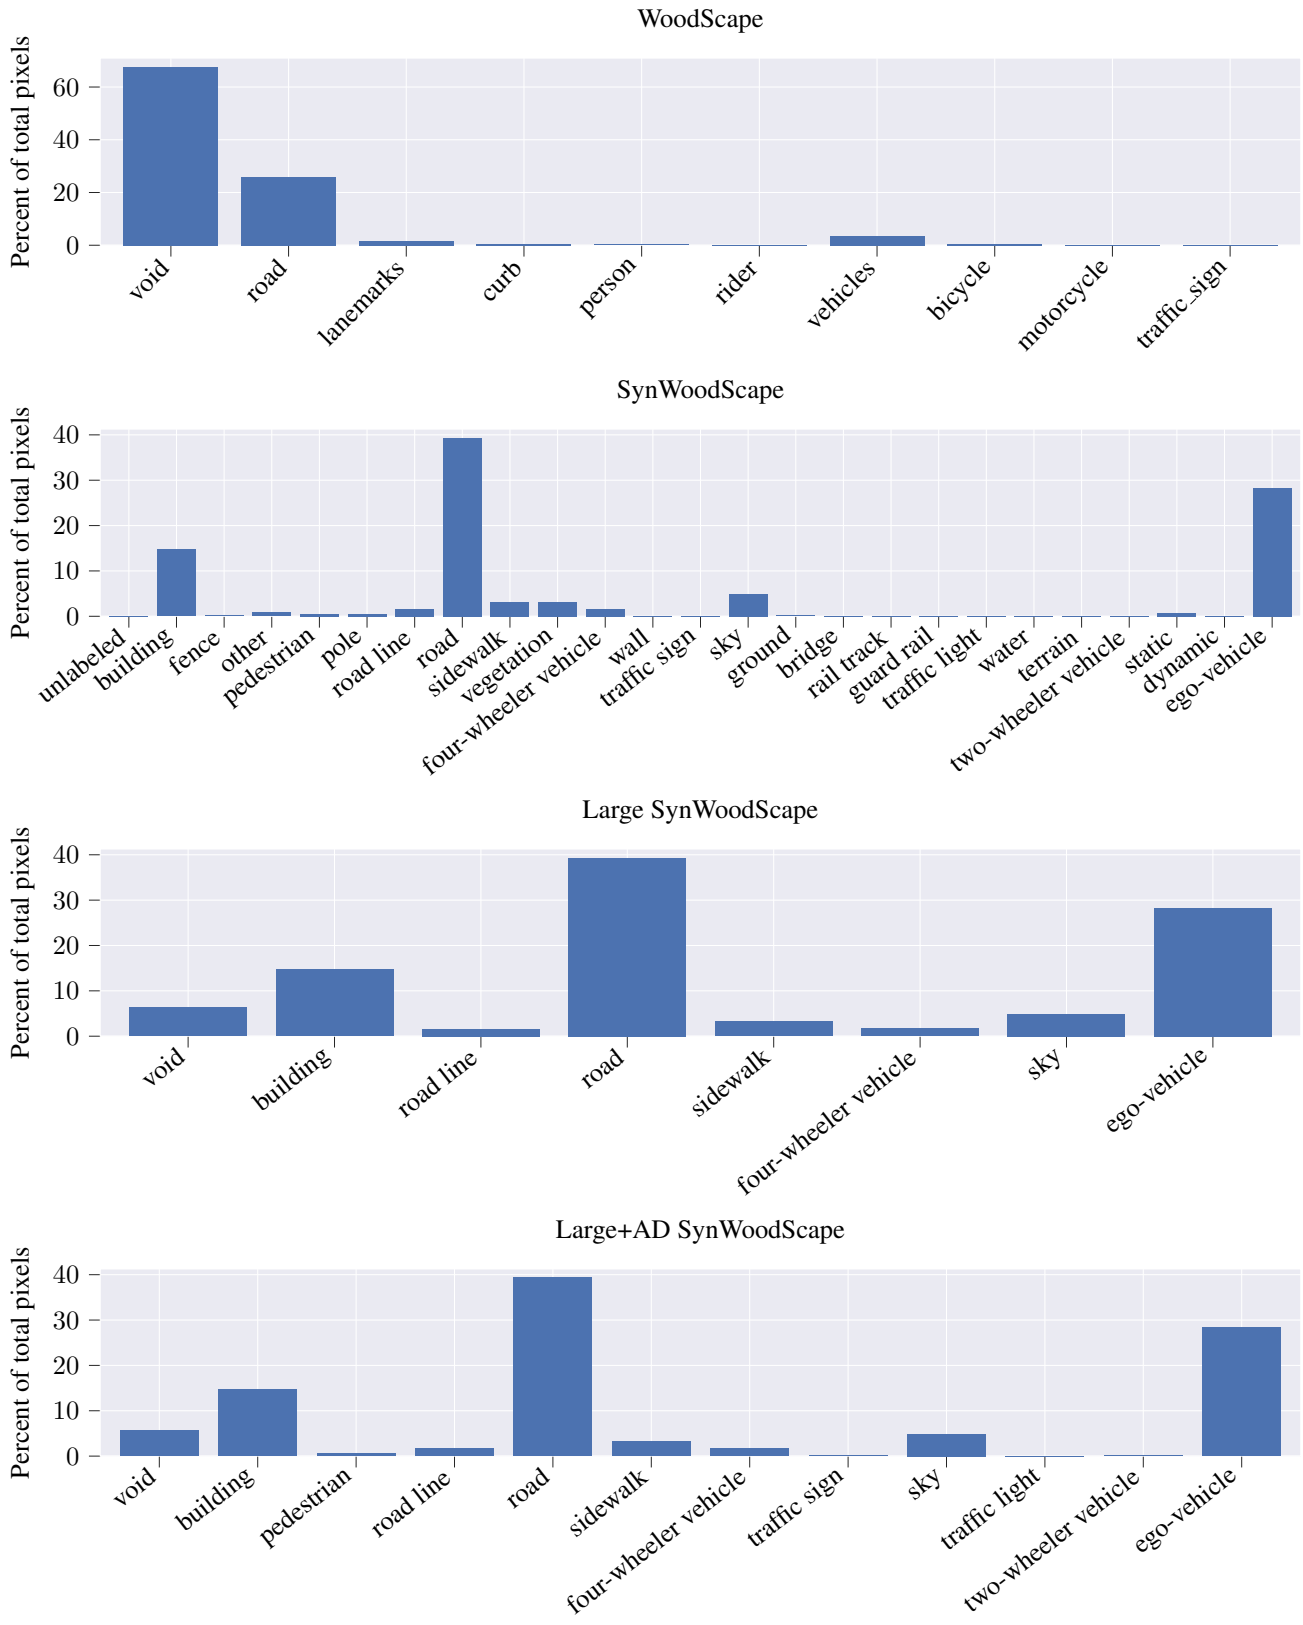 WoodScape
Percent of total pixels
60
40
20
0
void
road
lanemarks
curb
person
rider
vehicles
bicycle
motorcycle
traffic_sign
SynWoodScape
Percent of total pixels
40
30
20
10
0
unlabeled
building
fence
other
pedestrian
pole
road line
road
sidewalk
vegetation
four-wheeler vehicle
wall
traffic sign
sky
ground
bridge
rail track
guard rail
traffic light
water
terrain
two-wheeler vehicle
static
dynamic
ego-vehicle
Large SynWoodScape
Percent of total pixels
40
30
20
10
0
void
building
road line
road
sidewalk
four-wheeler vehicle
sky
ego-vehicle
Large+AD SynWoodScape
Percent of total pixels
40
30
20
10
0
void
building
pedestrian
road line
road
sidewalk
four-wheeler vehicle
traffic sign
sky
traffic light
two-wheeler vehicle
ego-vehicle